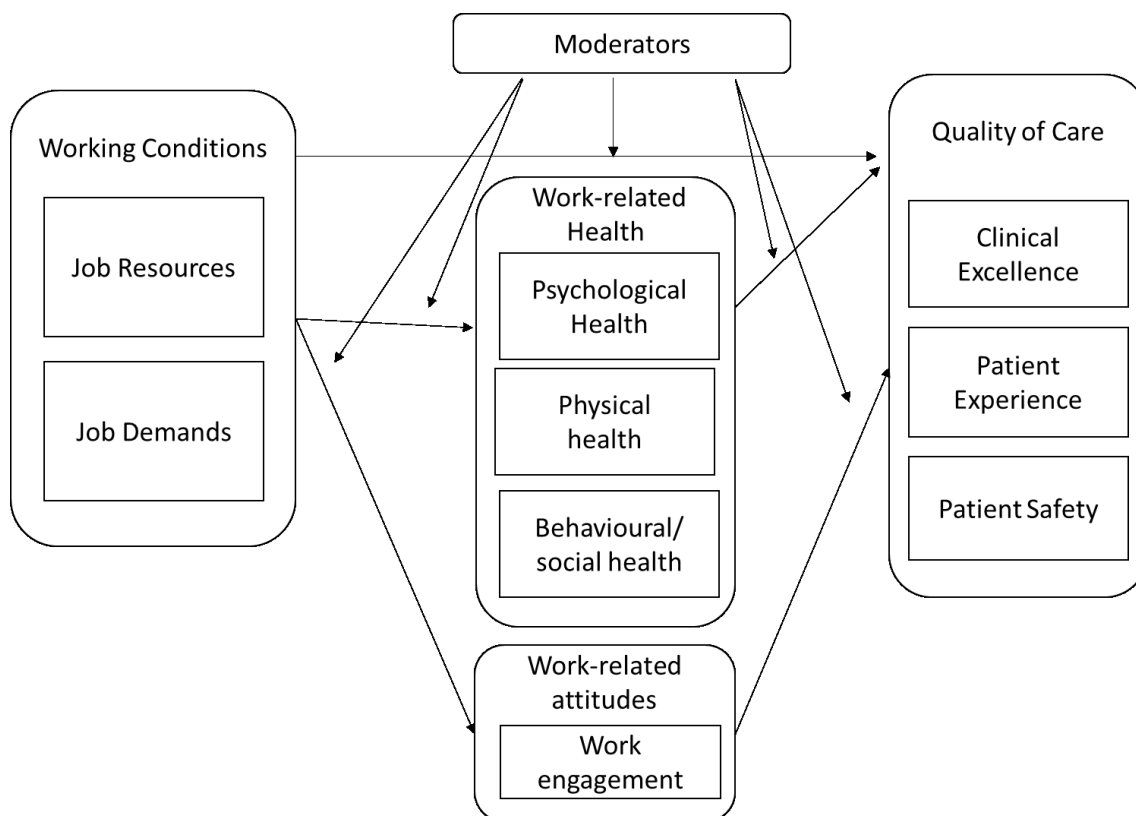 Moderators
Working Conditions
Job Resources
Job Demands
Work-related
Health
Psychological
Health
Physical
health
Behavioural/
social health
Work-related
attitudes
Work
engagement
Quality of Care
Clinical
Excellence
Patient
Experience
Patient Safety